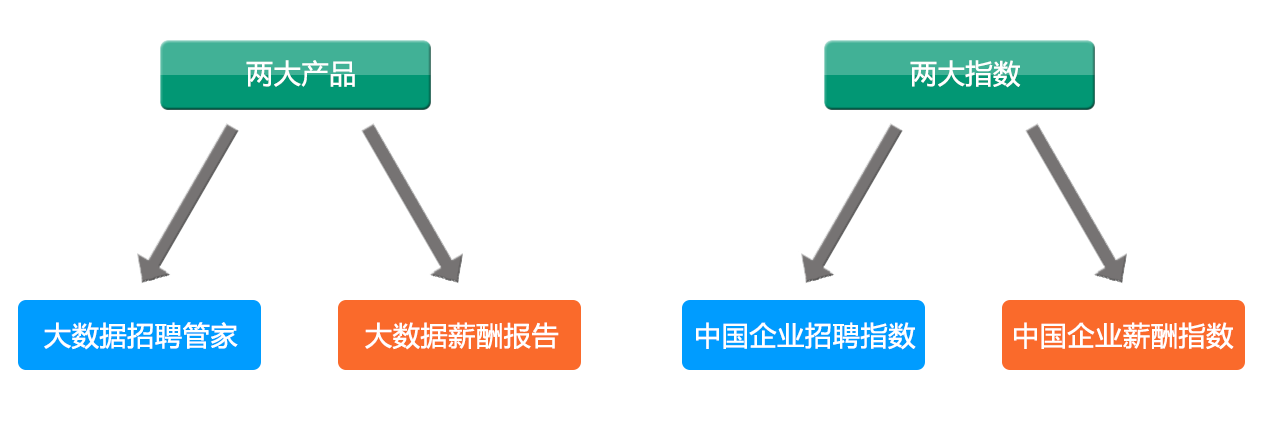 两大产品
两大指数
大数据招聘管家
大数据薪酬报告
中国企业招聘指数
中国企业薪酬指数